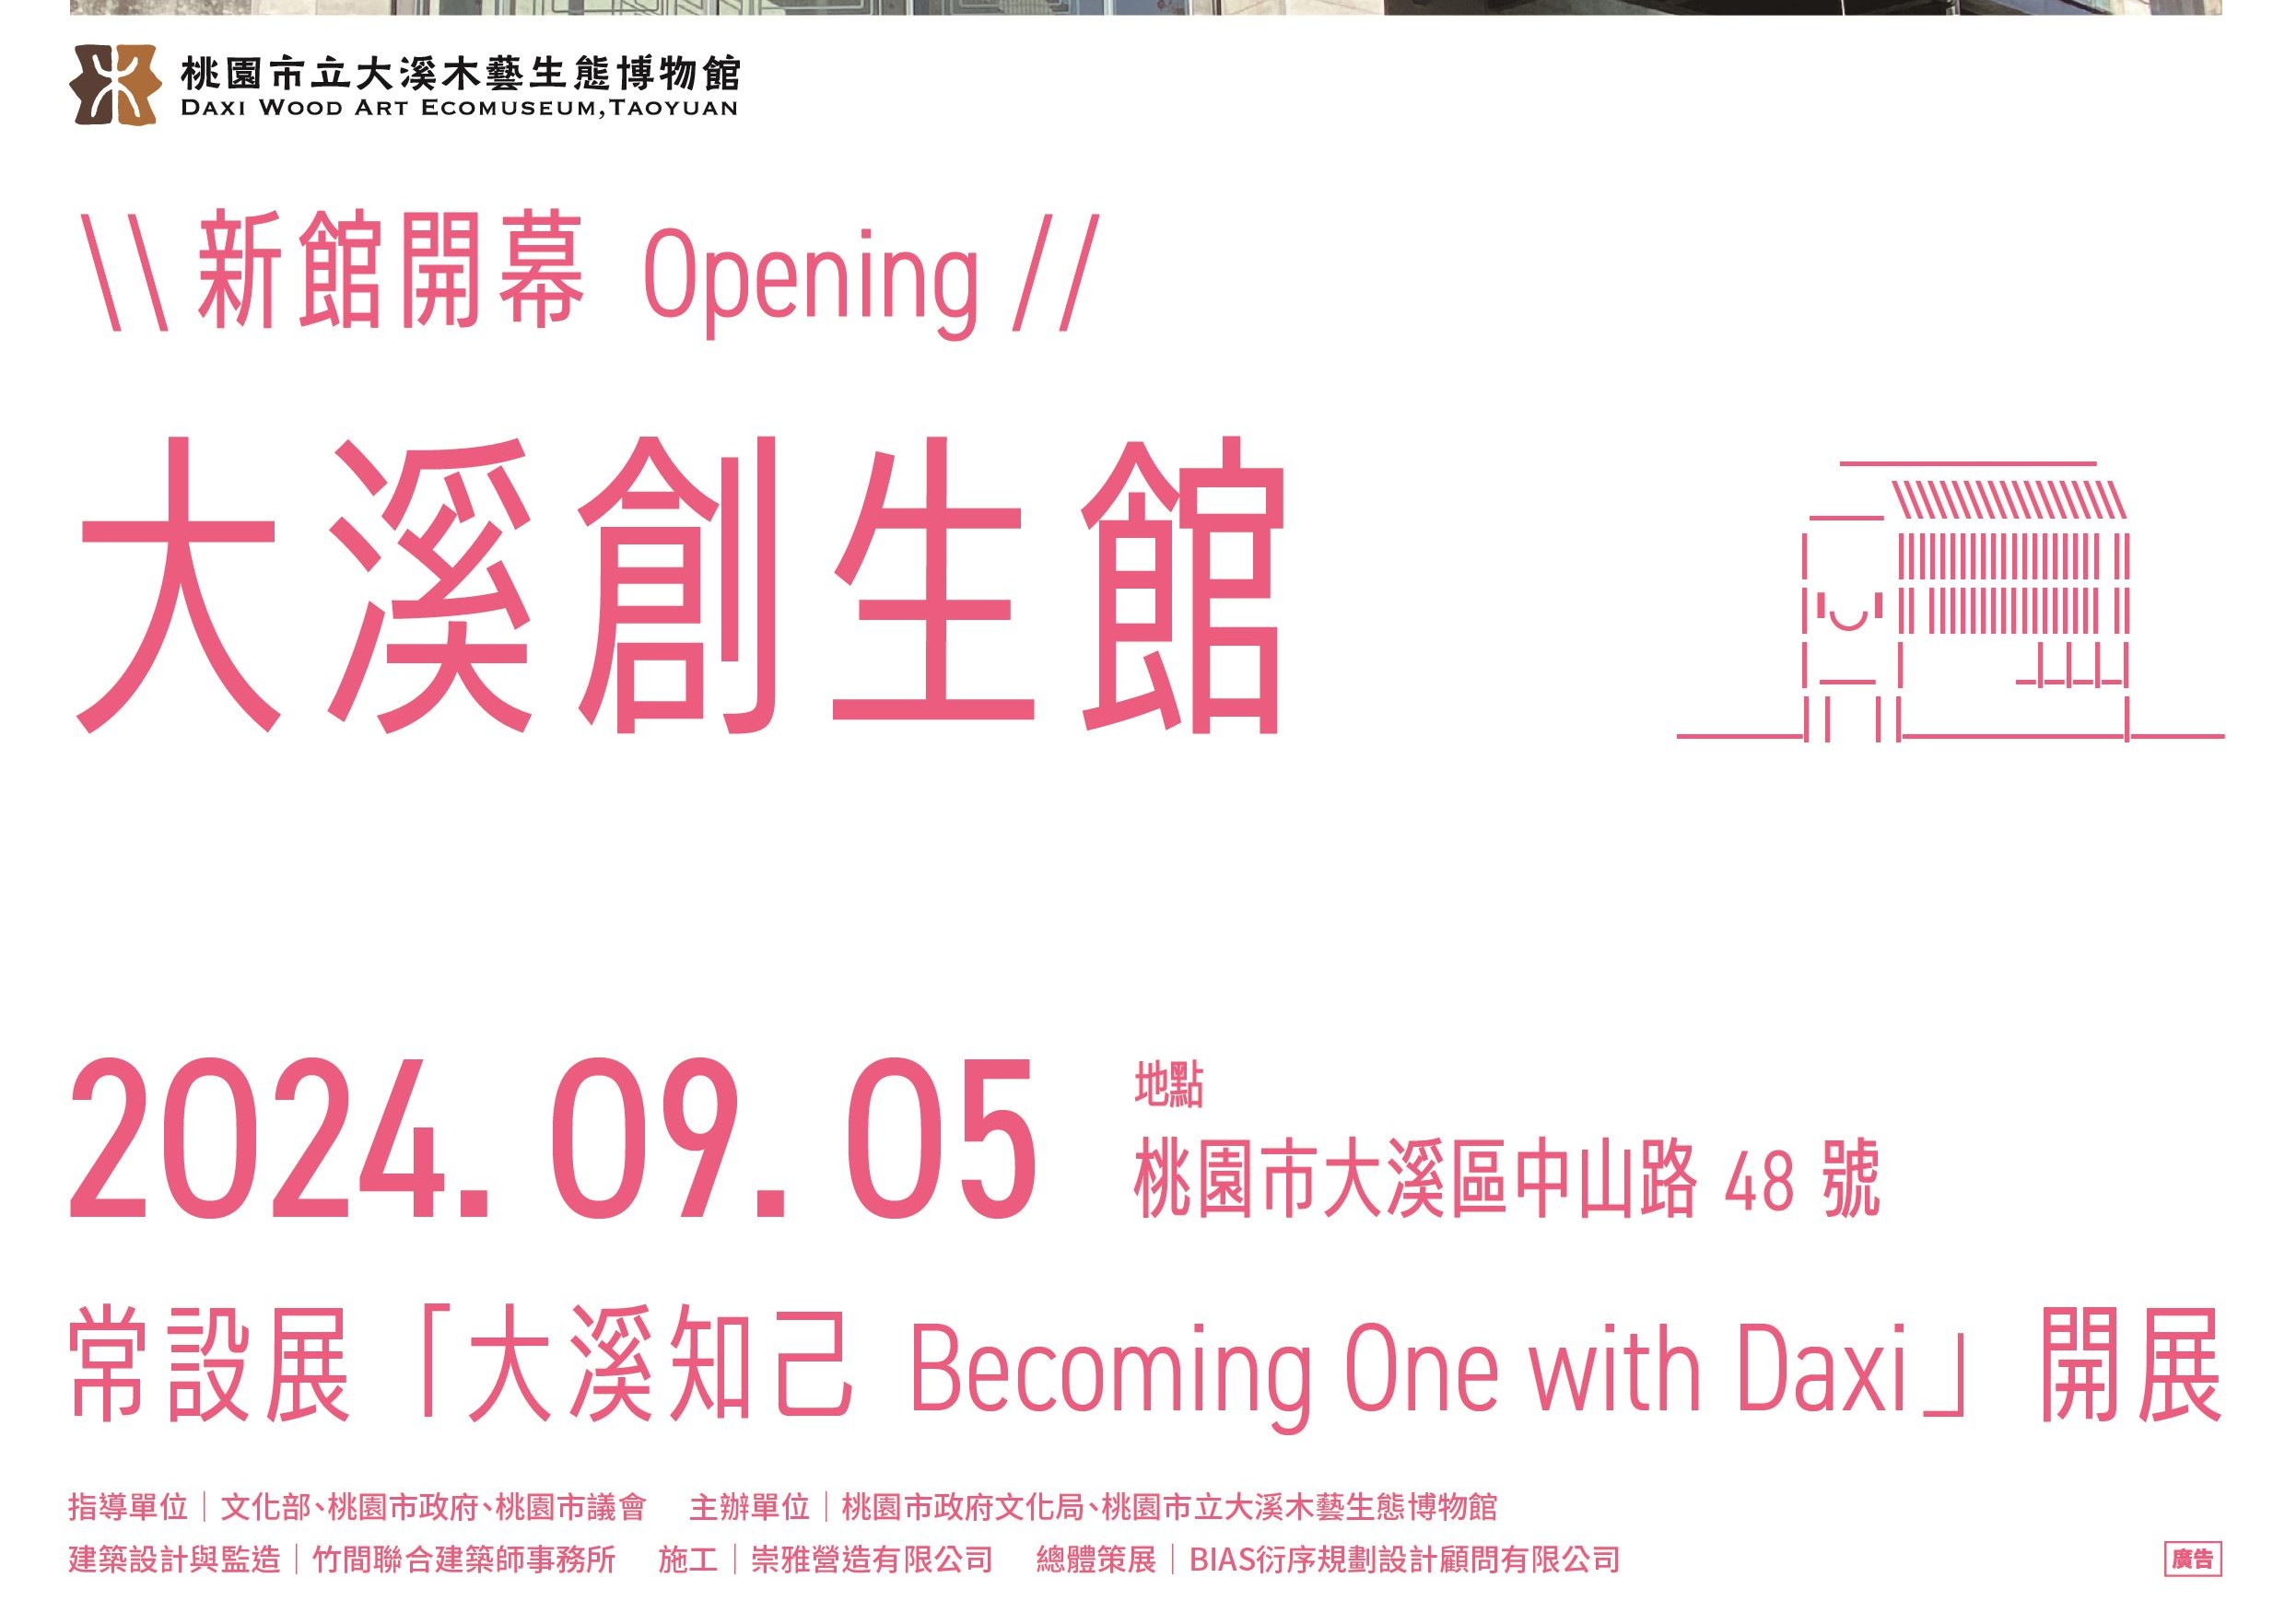 桃園市立大溪木藝生態博物館
DAXI WOOD ART ECOMUSEUM,TAOYUAN
\\ 新館開幕 Opening //
大溪創生館
2024. 09. 05
地點
桃園市大溪區中山路 48 號
常設展「大溪知己 Becoming One with Daxi」開展
指導單位｜文化部、桃園市政府、桃園市議會 主辦單位｜桃園市政府文化局、桃園市立大溪木藝生態博物館
建築設計與監造｜竹間聯合建築師事務所 施工｜崇雅營造有限公司 總體策展｜BIAS衍序規劃設計顧問有限公司
廣告